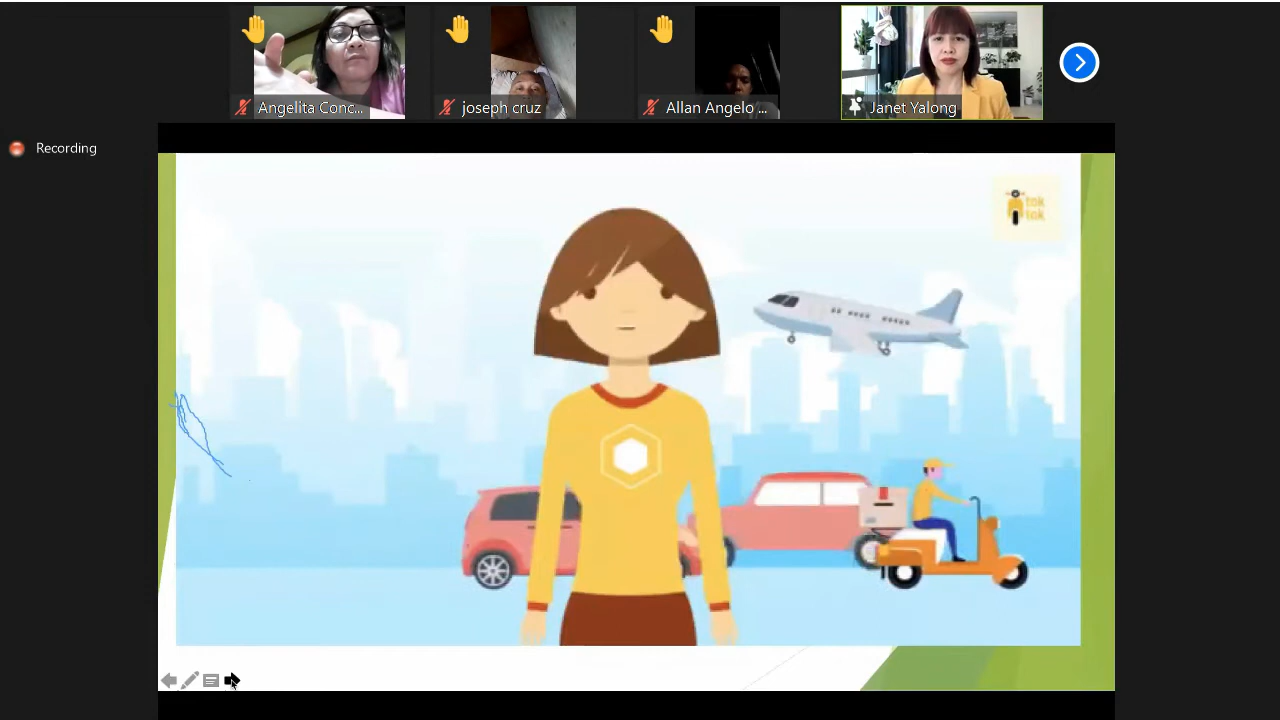 Angelita Conc...
joseph cruz
Allan Angelo ...
Janet Yalong
Recording
tok
tok